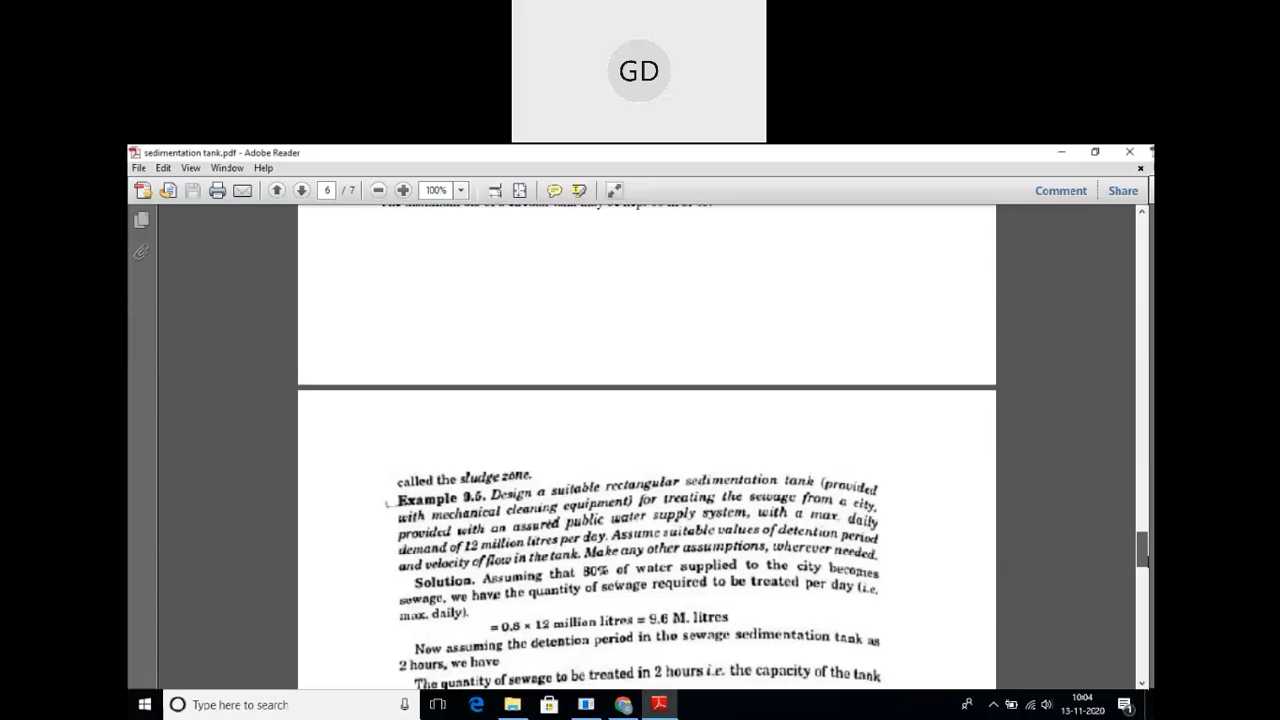 GD
sedimentation tank.pdf - Adobe Reader
File Edit View Window Help
6 / 7 100% Comment Share
called the sludge zone.
Example 9.5. Design a suitable rectangular sedimentation tank (provided
with mechanical cleaning equipment) for treating the sewage from a city,
provided with an assured public water supply system, with a max. daily
demand of 12 million litres per day. Assume suitable values of detention period
and velocity of flow in the tank. Make any other assumptions, wherever needed.
Solution. Assuming that 80% of water supplied to the city becomes
sewage, we have the quantity of sewage required to be treated per day (i.e.
max. daily).
= 0.8 × 12 million litres = 9.6 M. litres
Now assuming the detention period in the sewage sedimentation tank as
2 hours, we have
The quantity of sewage to be treated in 2 hours i.e. the capacity of the tank
Type here to search
10:04
13-11-2020